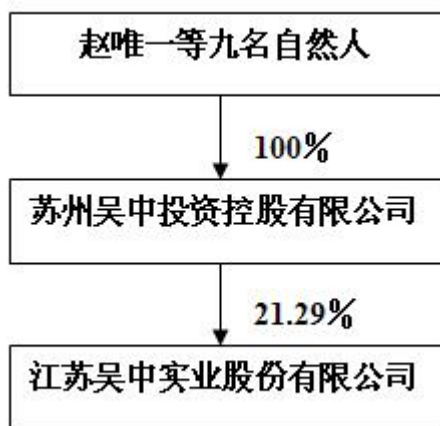 赵唯一等九名自然人
100%
苏州吴中投资控股有限公司
21.29%
江苏吴中实业股份有限公司